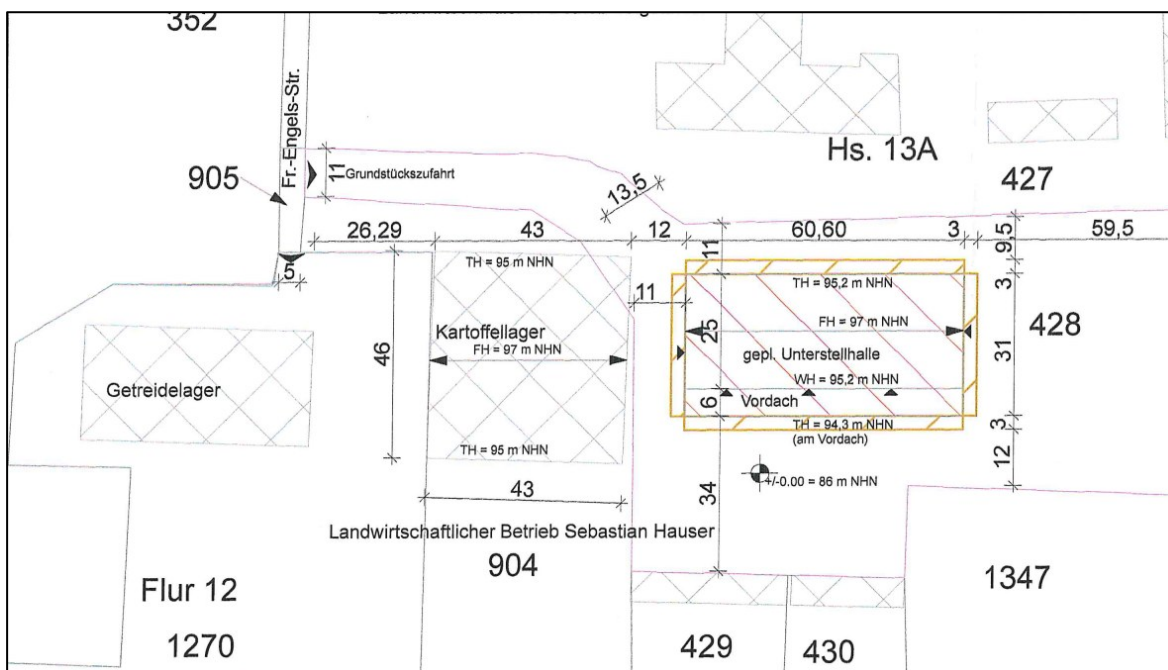 352
Fr.-Engels-Str.
905
11
Grundstückszufahrt
Hs. 13A
427
13,5
26,29
43
12
60,60
3
59,5
11
9,5
5
TH = 95 m NHN
TH = 95,2 m NHN
3
11
428
Kartoffellager
FH = 97 m NHN
FH = 97 m NHN
25
31
46
gepl. Unterstellhalle
Getreidelager
WH = 95,2 m NHN
6
Vordach
TH = 94,3 m NHN
3
(am Vordach)
TH = 95 m NHN
12
+/-0.00 = 86 m NHN
34
43
Landwirtschaftlicher Betrieb Sebastian Hauser
904
1347
Flur 12
1270
429
430